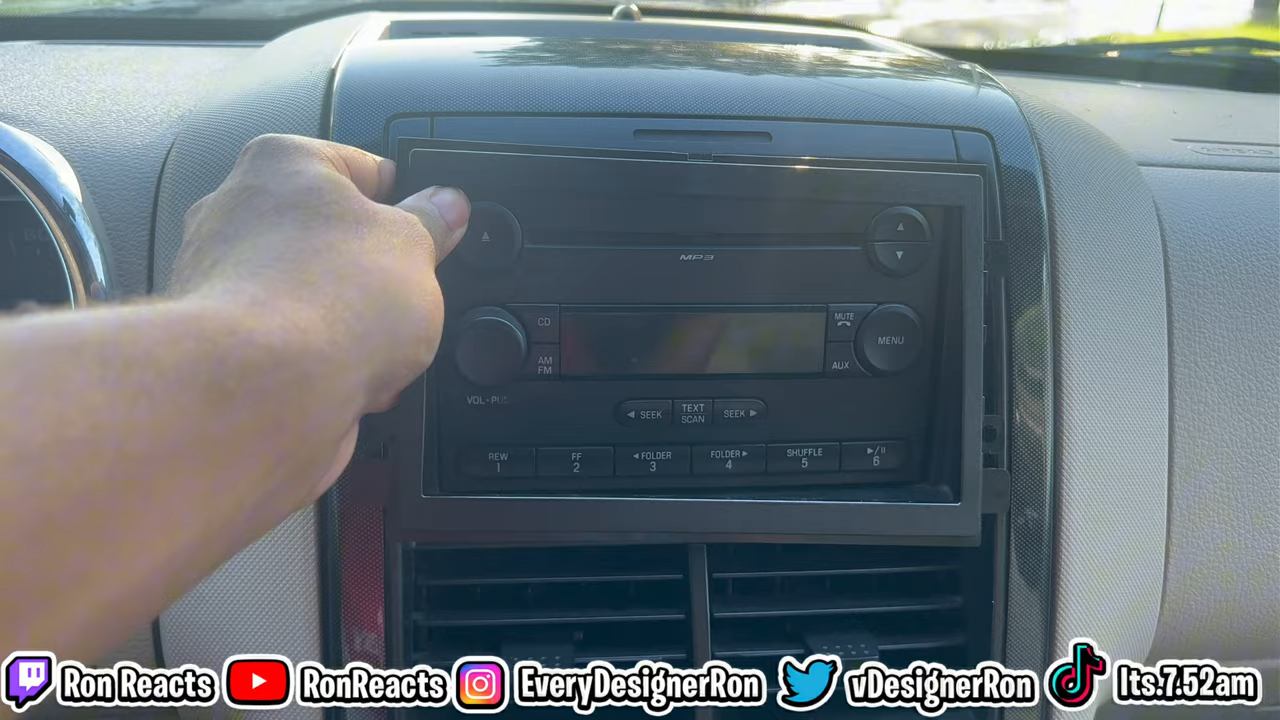 MP3
CD
MUTE
MENU
AM
FM
AUX
VOL-PU
SEEK
TEXT
SCAN
SEEK
REW
1
FF
2
FOLDER
3
FOLDER
4
SHUFFLE
5
6
Ron Reacts
RonReacts
EveryDesignerRon
vDesignerRon
Its.7.52am